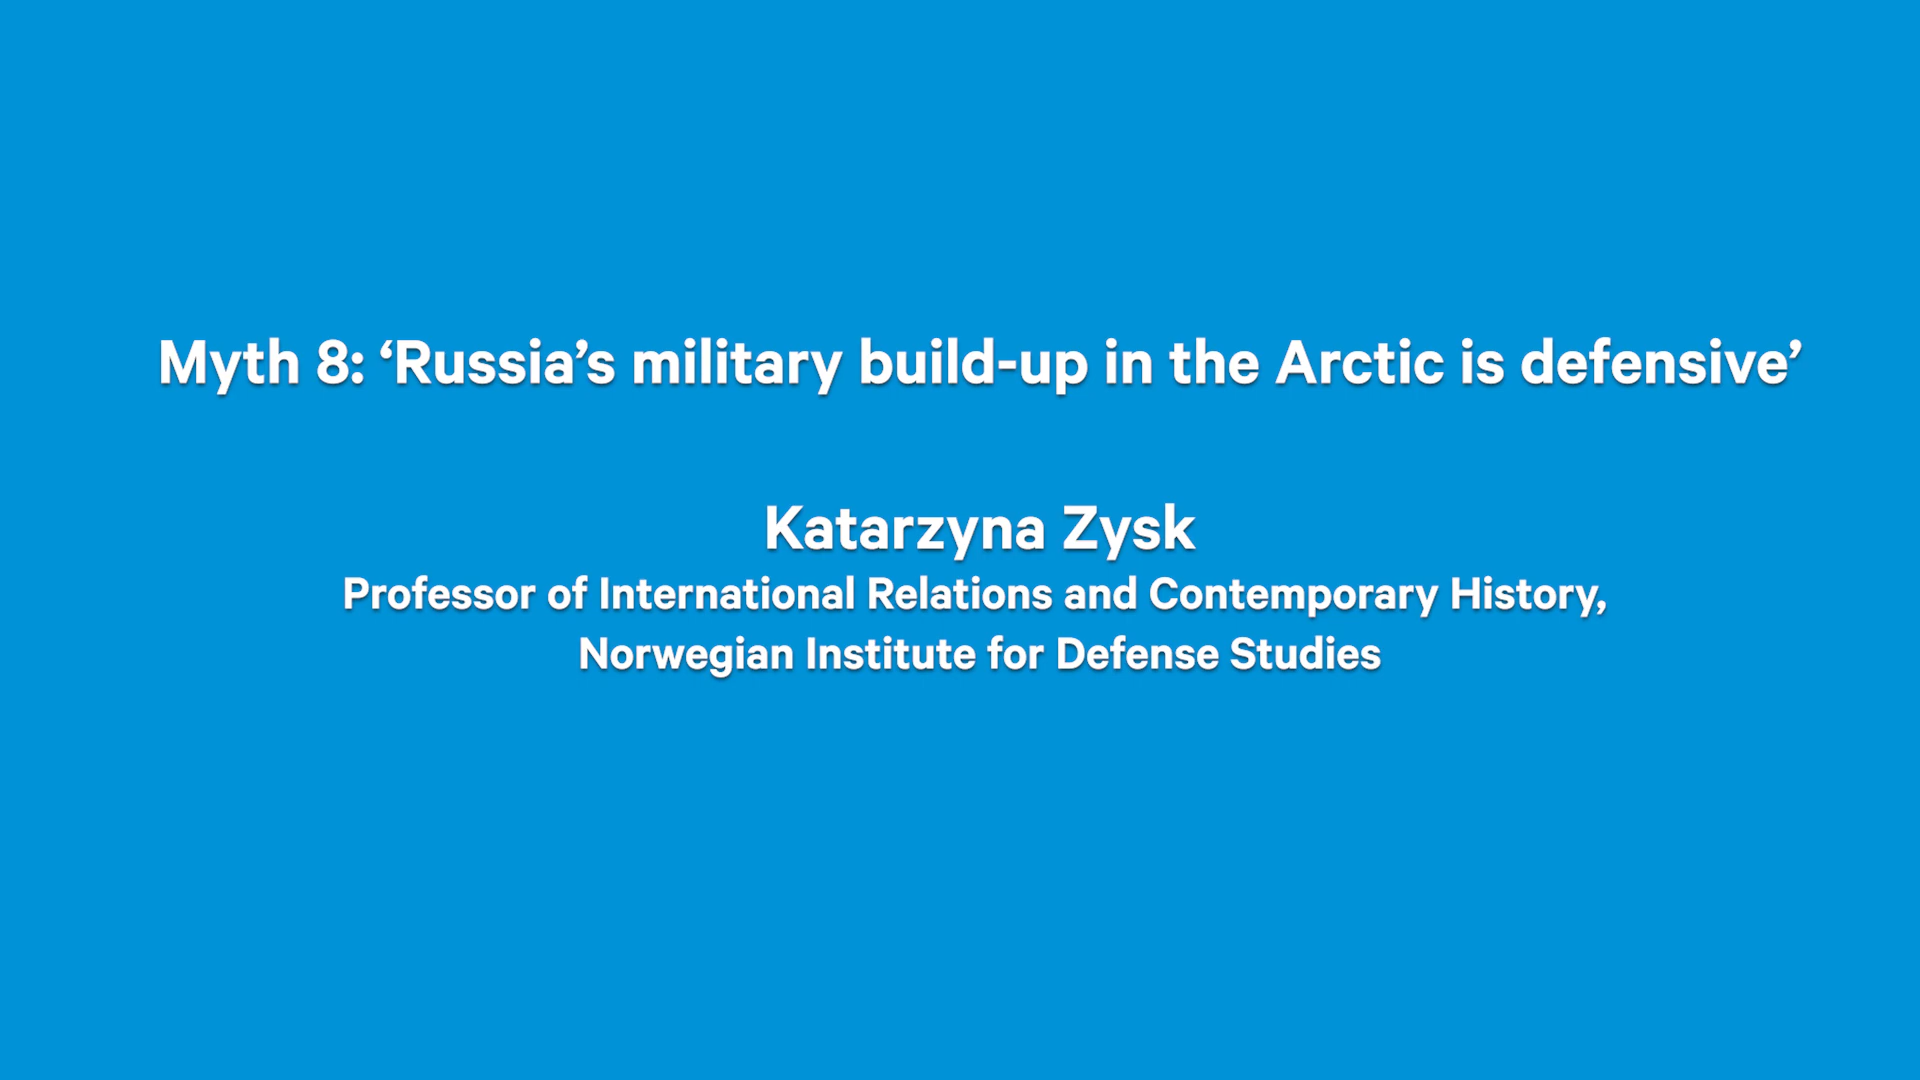 Myth 8: ‘Russia’s military build-up in the Arctic is defensive’
Katarzyna Zysk
Professor of International Relations and Contemporary History,
Norwegian Institute for Defense Studies